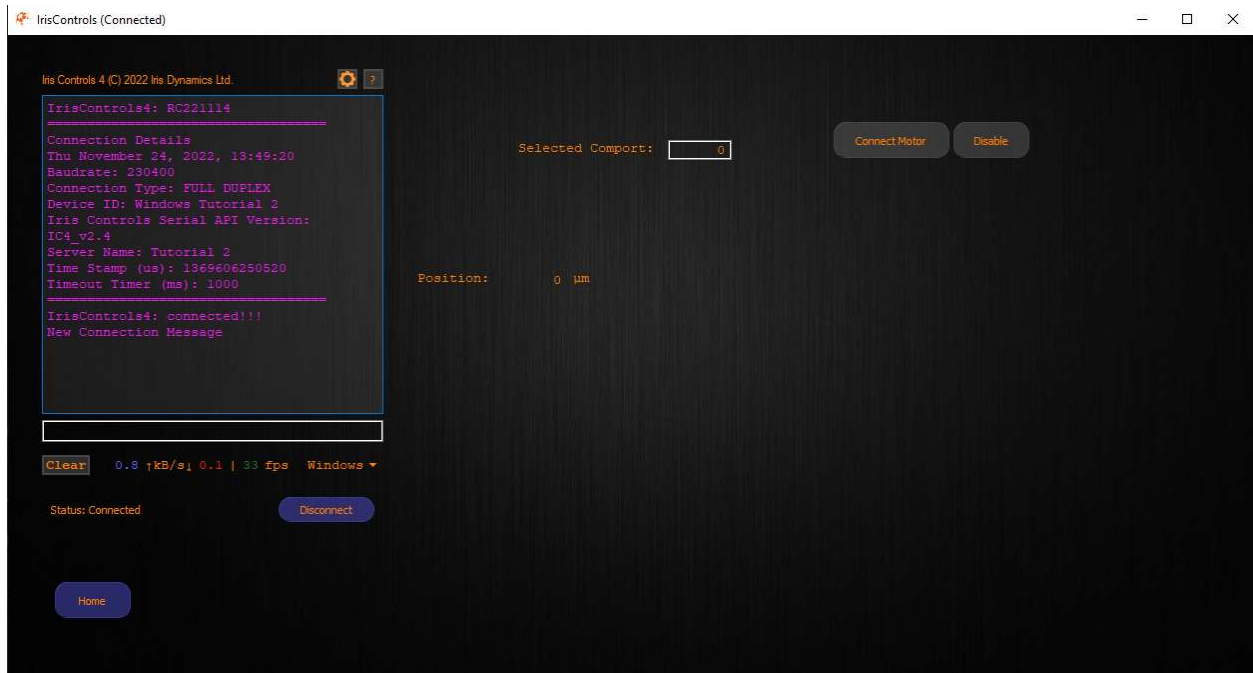 IrisControls (Connected)
Iris Controls 4 (C) 2022 Iris Dynamics Ltd.
?
IrisControls4: RC221114
===================================
Connection Details
Thu November 24, 2022, 13:49:20
Baudrate: 230400
Connection Type: FULL DUPLEX
Device ID: Windows Tutorial 2
Iris Controls Serial API Version:
IC4_v2.4
Server Name: Tutorial 2
Time Stamp (us): 1369606250520
Timeout Timer (ms): 1000
===================================
IrisControls4: connected!!!
New Connection Message
Clear 0.8 ↑kB/s↓ 0.1 | 33 fps Windows
Status: Connected Disconnect
Home
Selected Comport: 0
Connect Motor Disable
Position: 0 µm